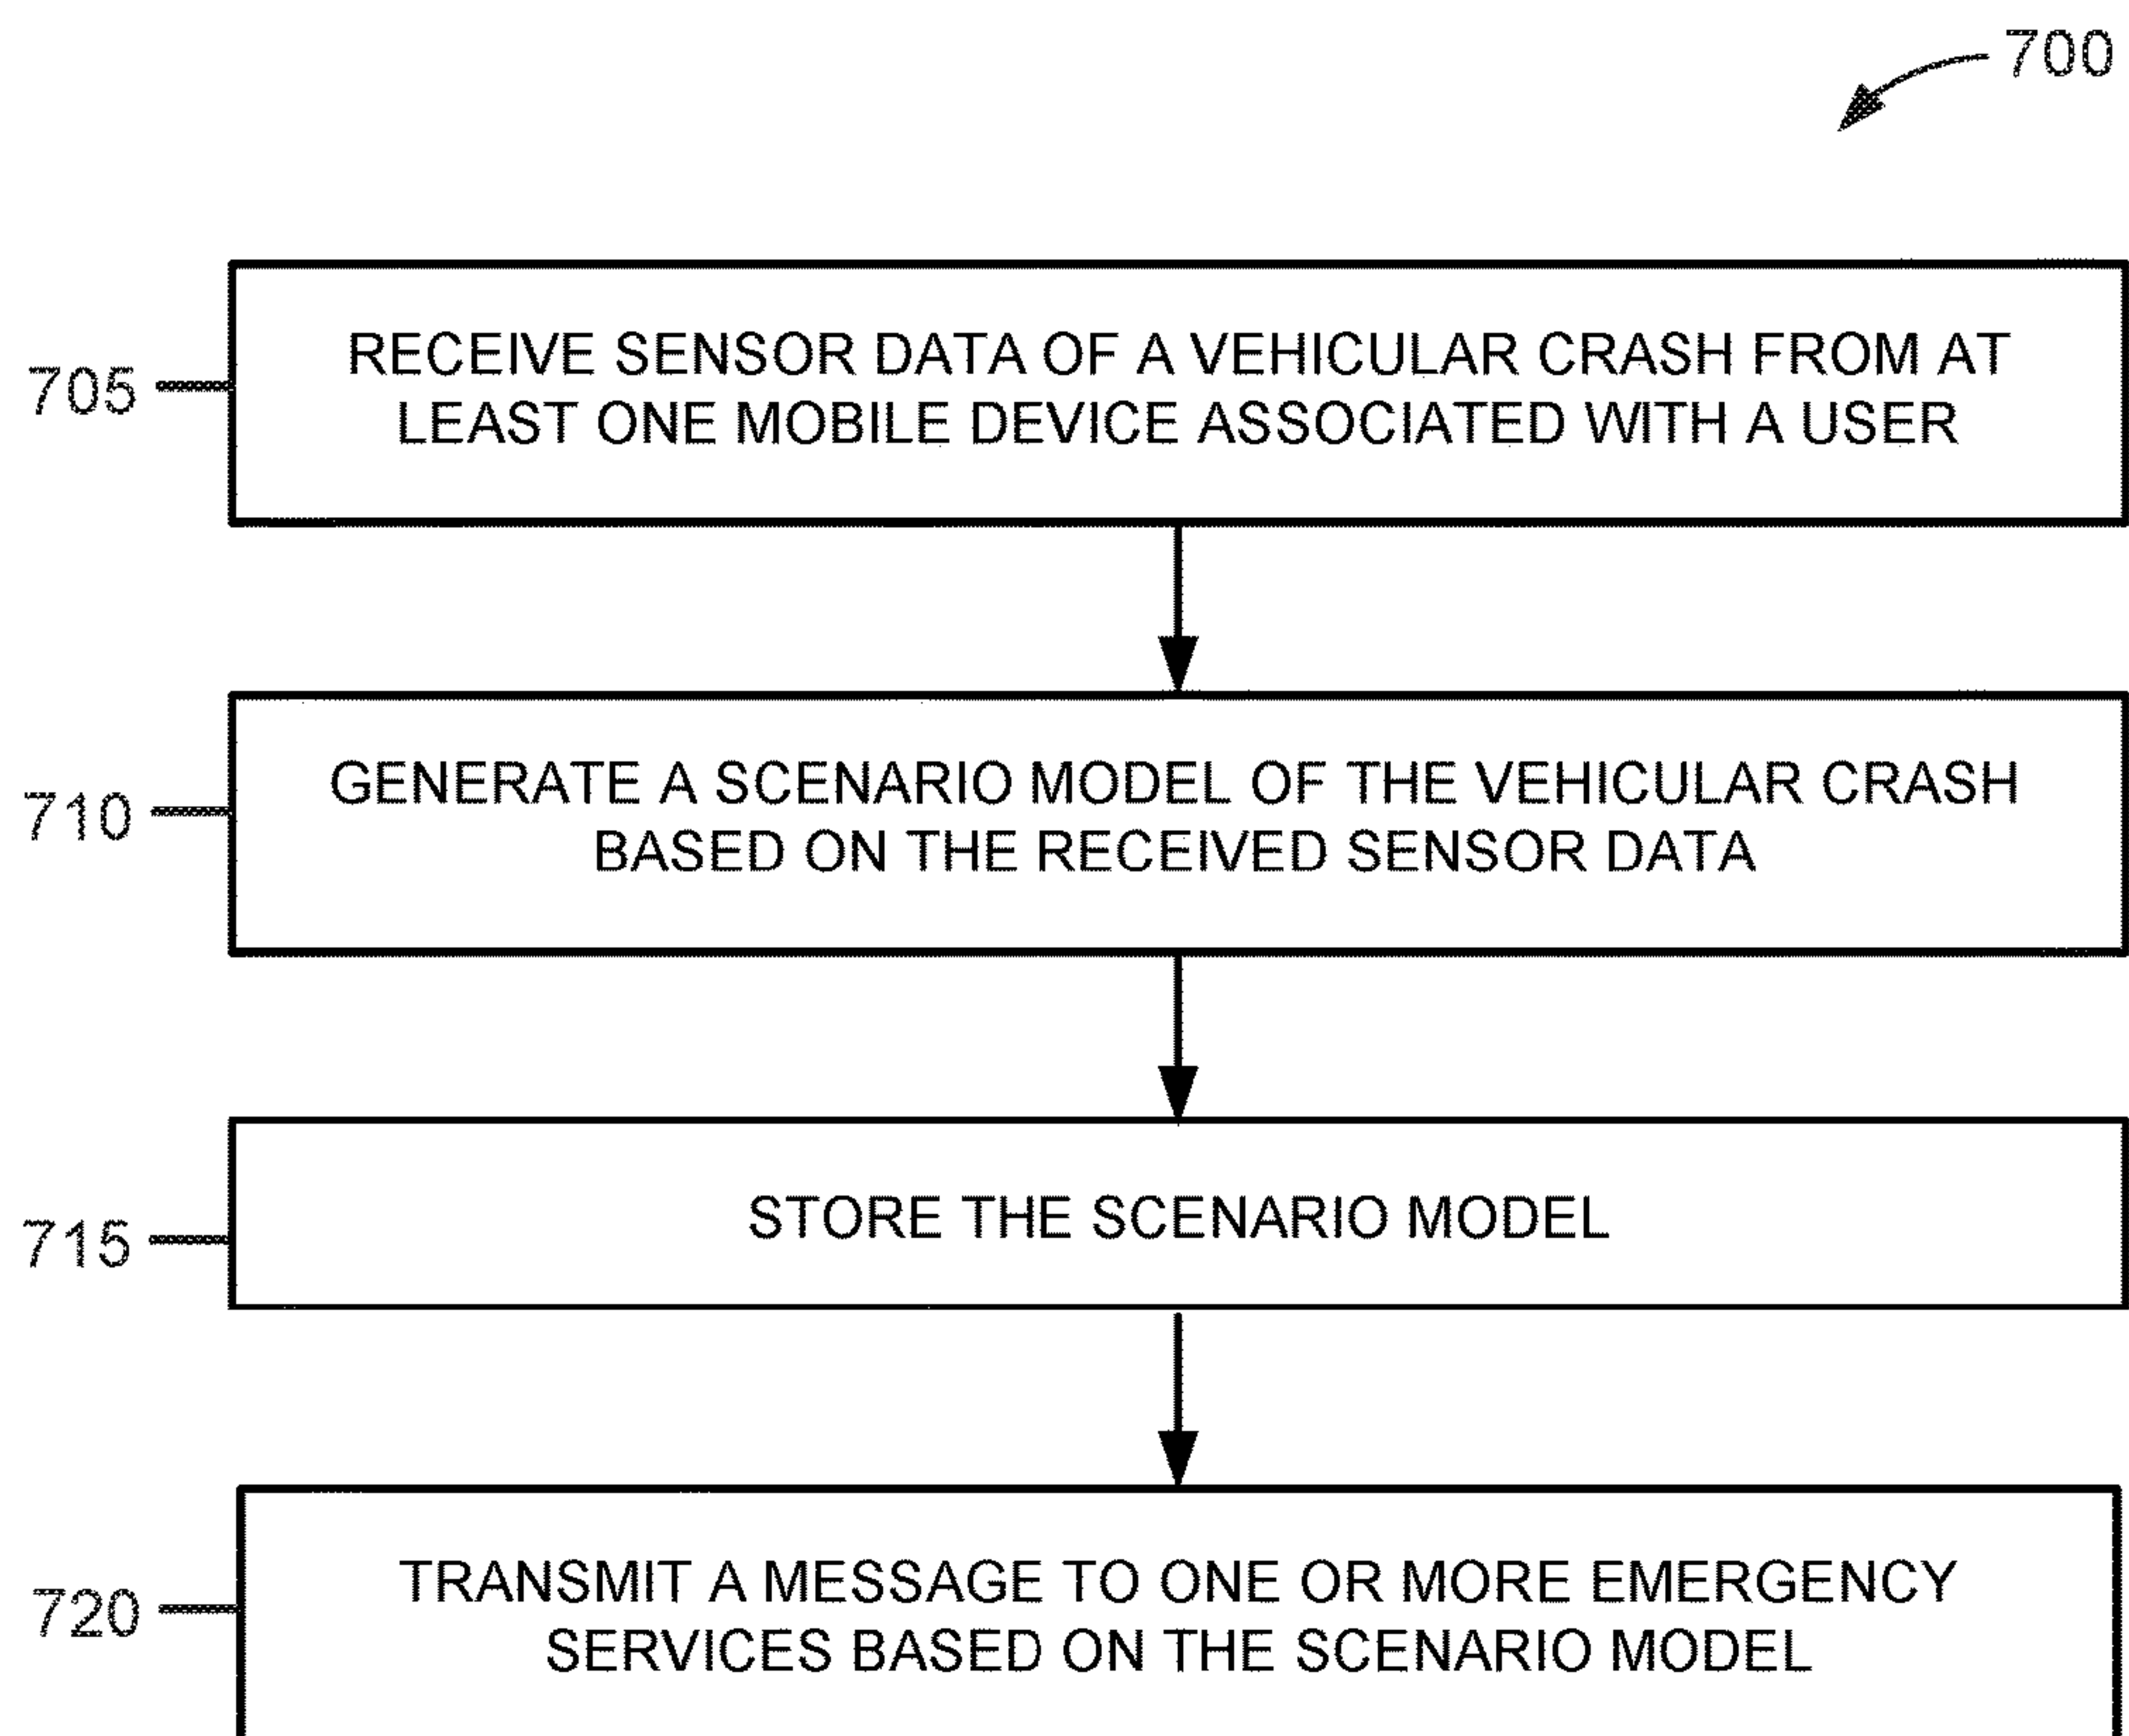 700
705
RECEIVE SENSOR DATA OF A VEHICULAR CRASH FROM AT
LEAST ONE MOBILE DEVICE ASSOCIATED WITH A USER
710
GENERATE A SCENARIO MODEL OF THE VEHICULAR CRASH
BASED ON THE RECEIVED SENSOR DATA
715
STORE THE SCENARIO MODEL
720
TRANSMIT A MESSAGE TO ONE OR MORE EMERGENCY
SERVICES BASED ON THE SCENARIO MODEL